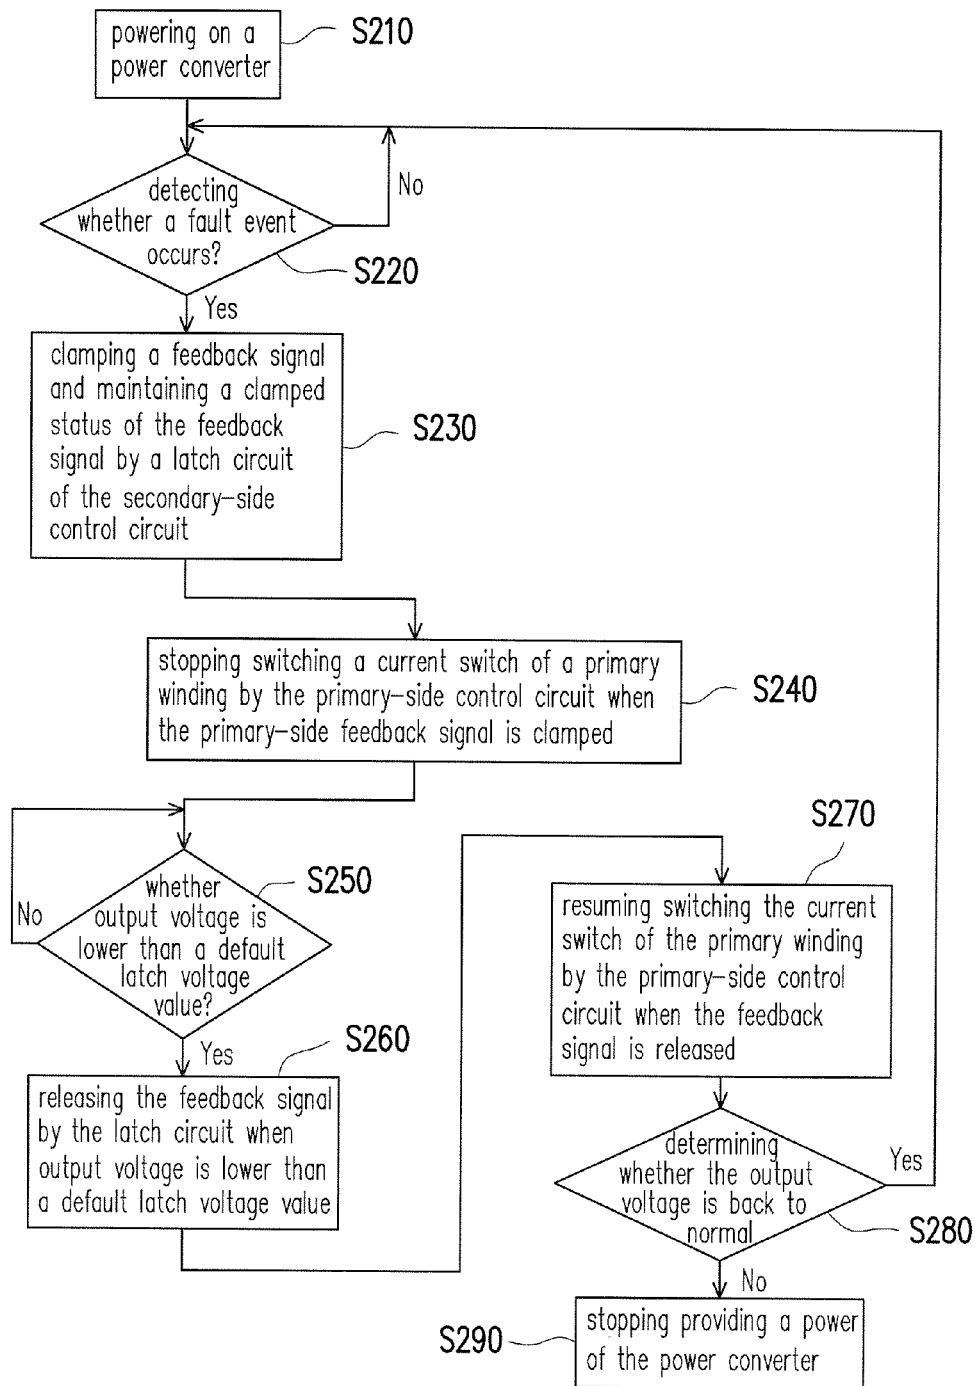 powering on a
power converter
S210
No
detecting
whether a fault event
occurs?
S220
Yes
clamping a feedback signal
and maintaining a clamped
status of the feedback
signal by a latch circuit
of the secondary-side
control circuit
S230
stopping switching a current switch of a primary
winding by the primary-side control circuit when
the primary-side feedback signal is clamped
S240
whether
output voltage is
lower than a default
latch voltage
value?
S250
No
Yes
releasing the feedback signal
by the latch circuit when
output voltage is lower than
a default latch voltage value
S260
S270
resuming switching the current
switch of the primary winding
by the primary-side control
circuit when the feedback
signal is released
determining
whether the output
voltage is back to
normal
Yes
S280
No
S290
stopping providing a power
of the power converter